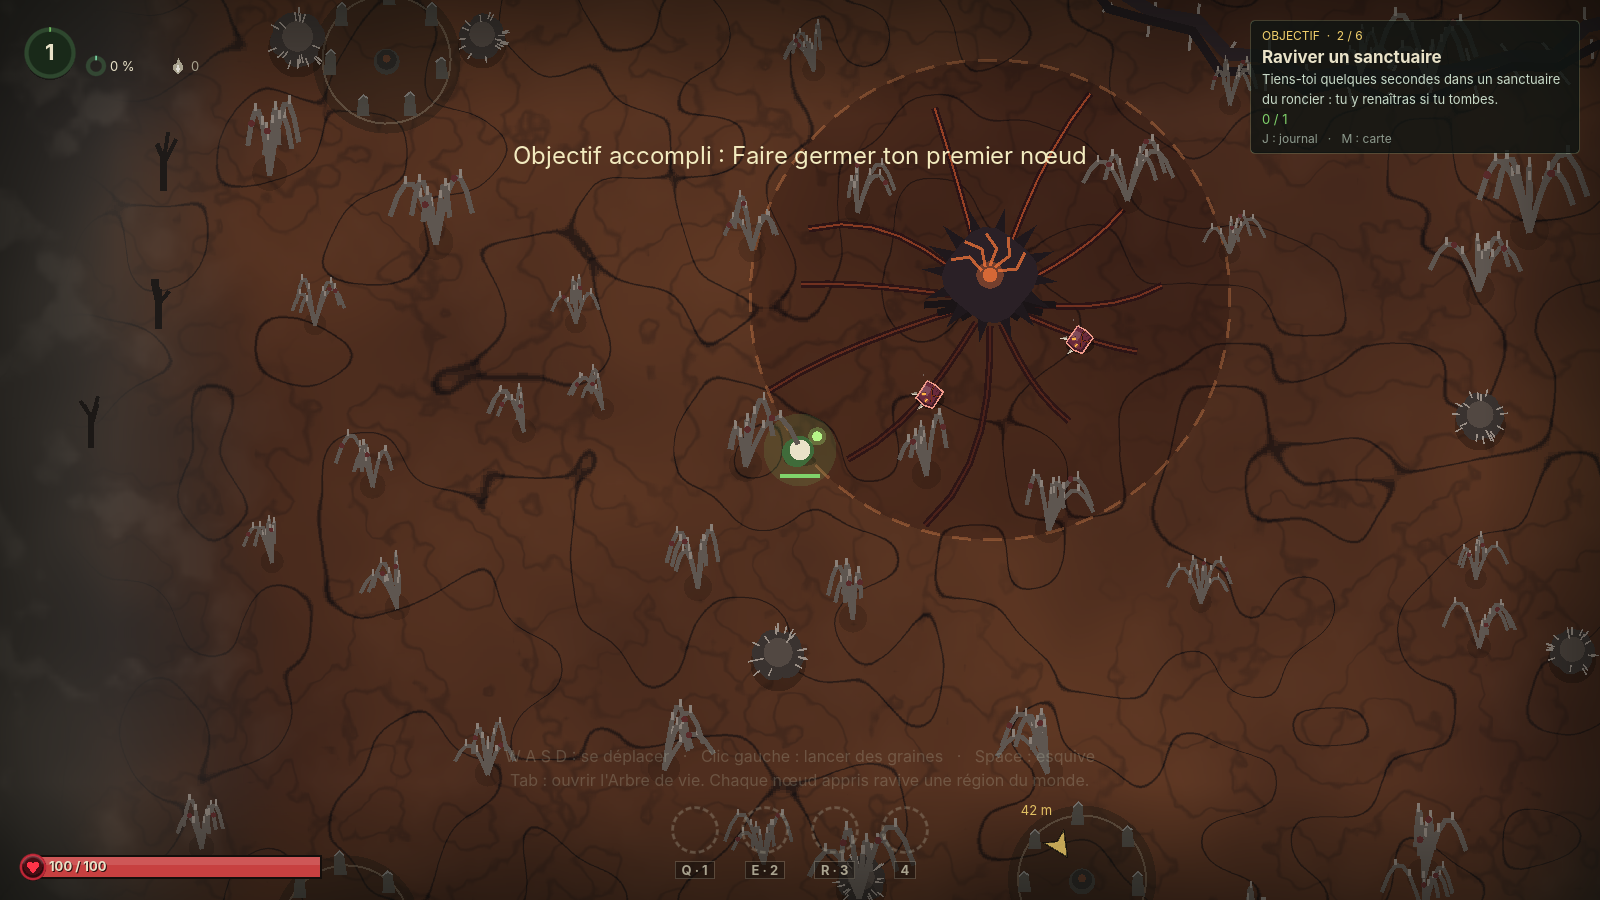 1
0 %
0
OBJECTIF · 2 / 6
Raviver un sanctuaire
Tiens-toi quelques secondes dans un sanctuaire
du roncier : tu y renaîtras si tu tombes.
0 / 1
J : journal · M : carte
Objectif accompli : Faire germer ton premier nœud
W A S D : se déplacer · Clic gauche : lancer des graines · Space : esquive
Tab : ouvrir l'Arbre de vie. Chaque nœud appris ravive une région du monde.
42 m
100 / 100
Q · 1
E · 2
R · 3
4